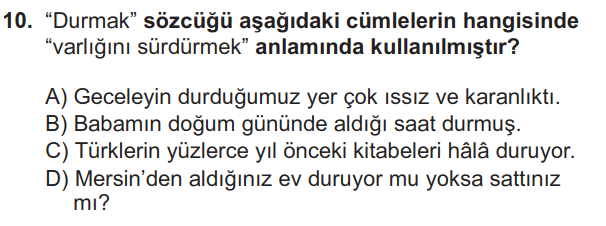 10. “Durmak” sözcüğü aşağıdaki cümlelerin hangisinde
“varlığını sürdürmek” anlamında kullanılmıştır?
A) Geceleyin durduğumuz yer çok ıssız ve karanlıktı.
B) Babamın doğum gününde aldığı saat durmuş.
C) Türklerin yüzlerce yıl önceki kitabeleri hâlâ duruyor.
D) Mersin’den aldığınız ev duruyor mu yoksa sattınız
mı?